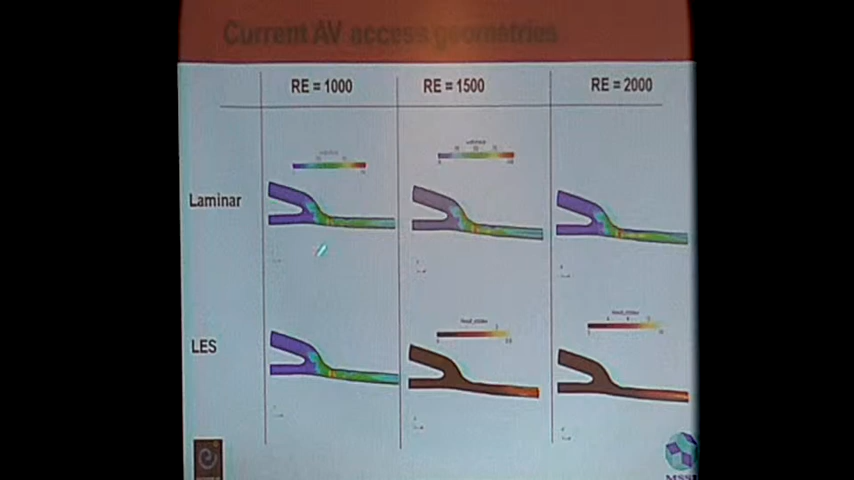 Current AV access geometries
RE = 1000
RE = 1500
RE = 2000
Laminar
LES